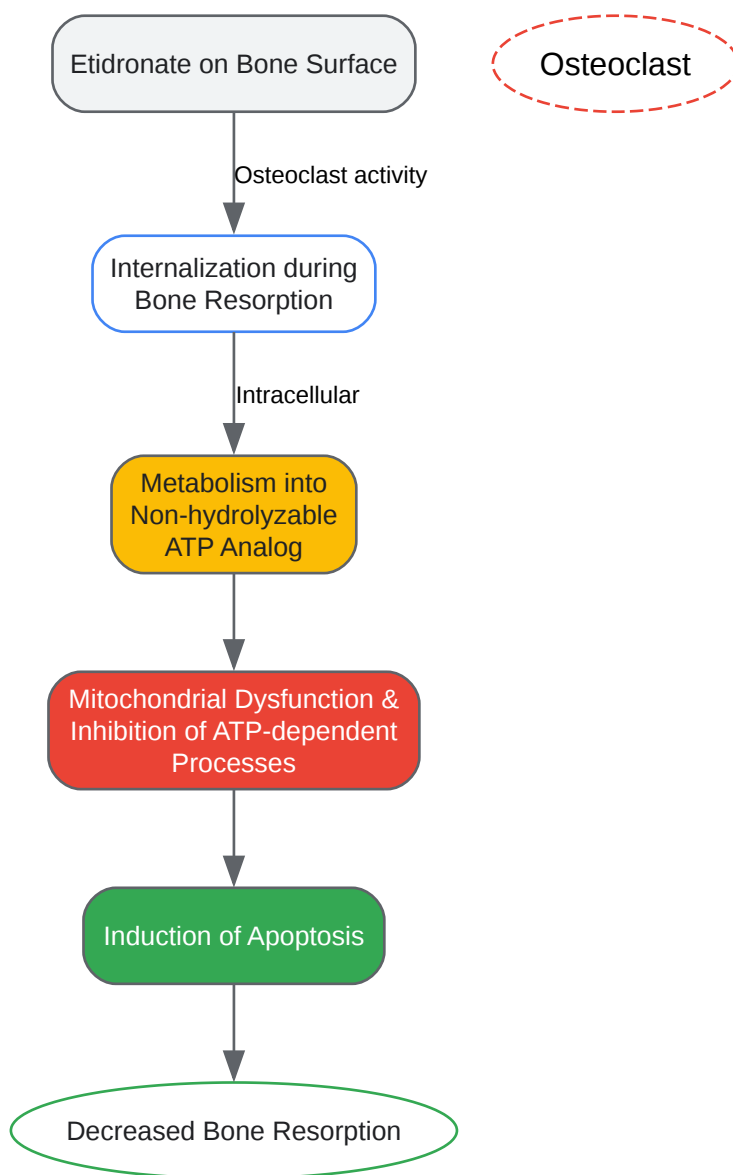 Etidronate on Bone Surface
Osteoclast
Osteoclast activity
Internalization during
Bone Resorption
Intracellular
Metabolism into
Non-hydrolyzable
ATP Analog
Mitochondrial Dysfunction &
Inhibition of ATP-dependent
Processes
Induction of Apoptosis
Decreased Bone Resorption